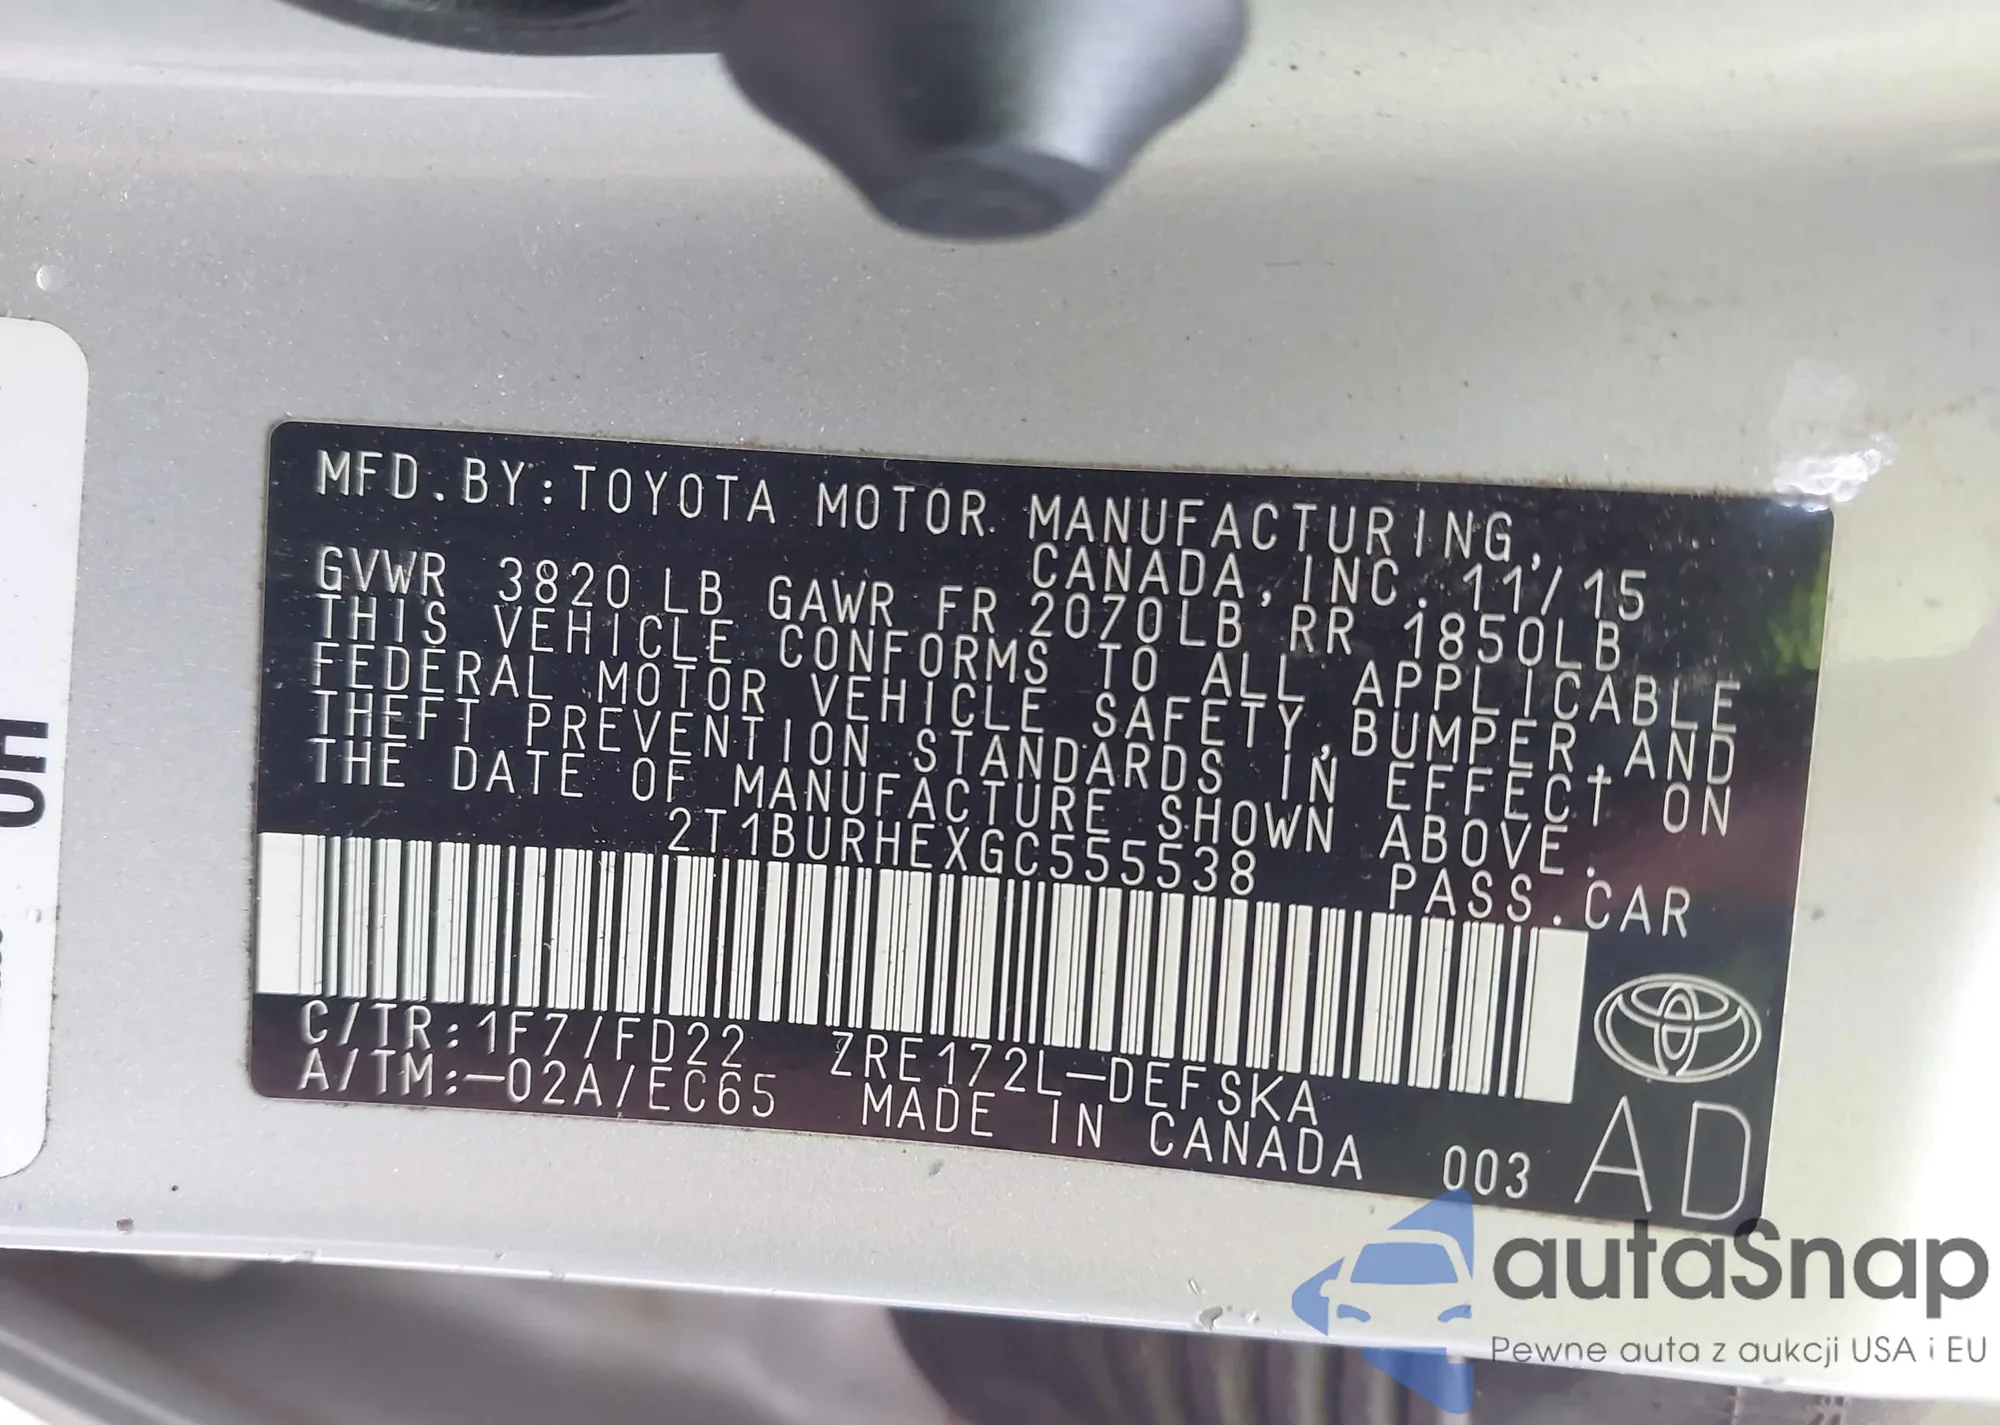 MFD.BY:TOYOTA MOTOR MANUFACTURING,
CANADA,INC. 11/15
GVWR 3820 LB GAWR FR 2070LB RR 1850LB
THIS VEHICLE CONFORMS TO ALL APPLICABLE
FEDERAL MOTOR VEHICLE SAFETY,BUMPER,AND
THEFT PREVENTION STANDARDS IN EFFECT ON
THE DATE OF MANUFACTURE SHOWN ABOVE.
2T1BURHEXGC555538 PASS.CAR
C/TR:1F7/FD22 ZRE172L-DEFSKA
A/TM:-02A/EC65 MADE IN CANADA 003 AD
autaSnap
Pewne auta z aukcji USA i EU